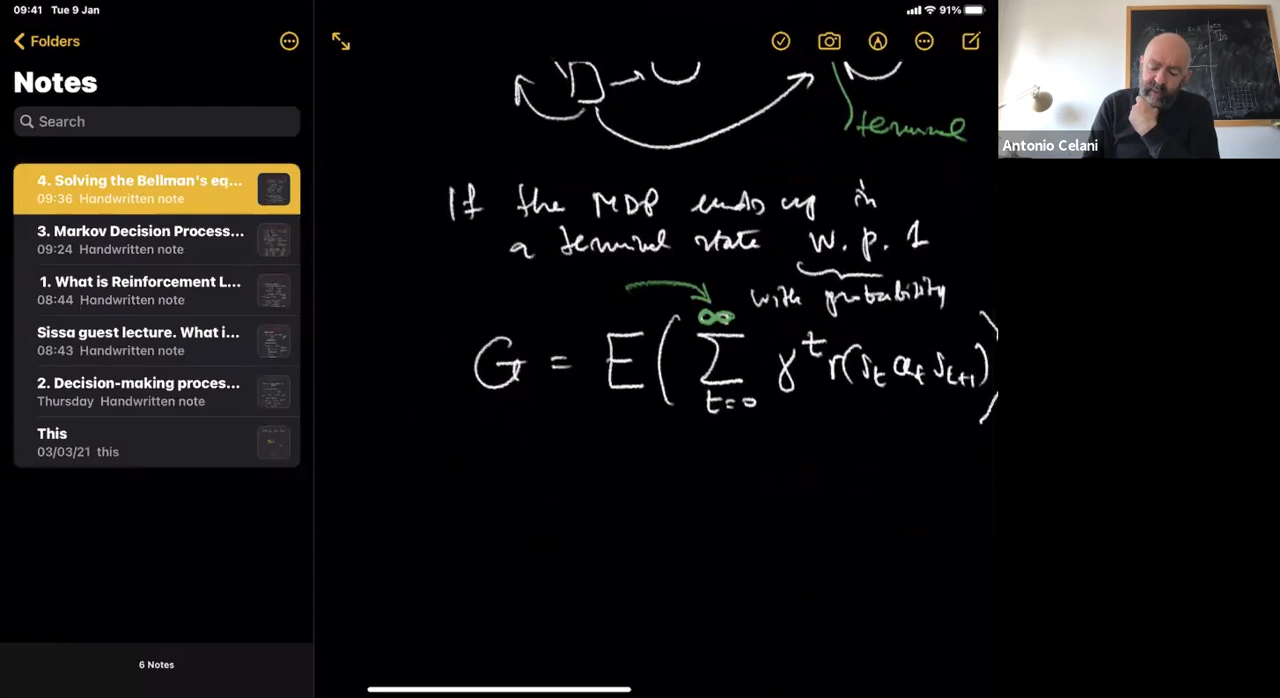 09:41 Tue 9 Jan
91%
Folders
Notes
Search
4. Solving the Bellman's eq...
09:36 Handwritten note
3. Markov Decision Process...
09:24 Handwritten note
1. What is Reinforcement L...
08:44 Handwritten note
Sissa guest lecture. What i...
08:43 Handwritten note
2. Decision-making proces...
Thursday Handwritten note
This
03/03/21 this
6 Notes
D
terminal
If the MDP ends up in
a terminal state w.p. 1
with probability
G = E( ∑_{t=0}^{∞} γ^t r(s_t a_t s_{t+1}) )
Antonio Celani